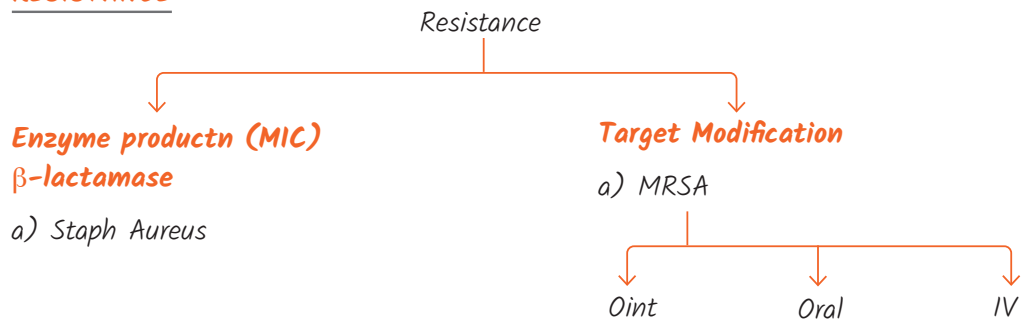 Resistance
Enzyme productn (MIC)
β-lactamase
a) Staph Aureus
Target Modification
a) MRSA
Oint
Oral
IV